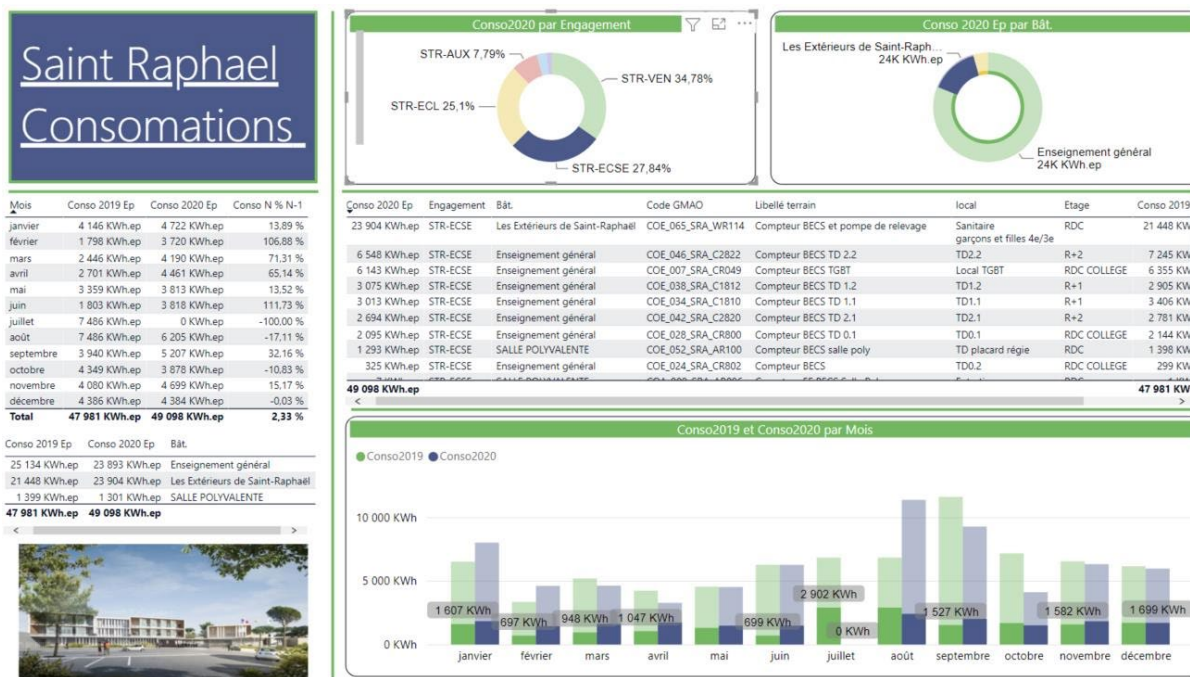 Saint Raphael
Consomations
Conso2020 par Engagement
STR-AUX 7,79%
STR-VEN 34,78%
STR-ECL 25,1%
STR-ECSE 27,84%
Conso 2020 Ep par Bât.
Les Extérieurs de Saint-Raph...
24K KWh.ep
Enseignement général
24K KWh.ep
Mois Conso 2019 Ep Conso 2020 Ep Conso N % N-1
janvier 4 146 KWh.ep 4 722 KWh.ep 13,89 %
février 1 798 KWh.ep 3 720 KWh.ep 106,88 %
mars 2 446 KWh.ep 4 190 KWh.ep 71,31 %
avril 2 701 KWh.ep 4 461 KWh.ep 65,14 %
mai 3 359 KWh.ep 3 813 KWh.ep 13,52 %
juin 1 803 KWh.ep 3 818 KWh.ep 111,73 %
juillet 7 486 KWh.ep 0 KWh.ep -100,00 %
août 7 486 KWh.ep 6 205 KWh.ep -17,11 %
septembre 3 940 KWh.ep 5 207 KWh.ep 32,16 %
octobre 4 349 KWh.ep 3 878 KWh.ep -10,83 %
novembre 4 080 KWh.ep 4 699 KWh.ep 15,17 %
décembre 4 386 KWh.ep 4 384 KWh.ep -0,03 %
Total 47 981 KWh.ep 49 098 KWh.ep 2,33 %
Conso 2019 Ep Conso 2020 Ep Bât.
25 134 KWh.ep 23 893 KWh.ep Enseignement général
21 448 KWh.ep 23 904 KWh.ep Les Extérieurs de Saint-Raphaël
1 399 KWh.ep 1 301 KWh.ep SALLE POLYVALENTE
47 981 KWh.ep 49 098 KWh.ep
Conso 2020 Ep Engagement Bât. Code GMAO Libellé terrain local Etage Conso 2019
23 904 KWh.ep STR-ECSE Les Extérieurs de Saint-Raphaël COE_065_SRA_WR114 Compteur BECS et pompe de relevage Sanitaire RDC 21 448 KW
garçons et filles 4e/3e
6 548 KWh.ep STR-ECSE Enseignement général COE_046_SRA_C2822 Compteur BECS TD 2.2 TD2.2 R+2 7 245 KW
6 143 KWh.ep STR-ECSE Enseignement général COE_007_SRA_CR049 Compteur BECS TGBT Local TGBT RDC COLLEGE 6 355 KW
3 075 KWh.ep STR-ECSE Enseignement général COE_038_SRA_C1812 Compteur BECS TD 1.2 TD1.2 R+1 2 905 KW
3 013 KWh.ep STR-ECSE Enseignement général COE_034_SRA_C1810 Compteur BECS TD 1.1 TD1.1 R+1 3 406 KW
2 694 KWh.ep STR-ECSE Enseignement général COE_042_SRA_C2820 Compteur BECS TD 2.1 TD2.1 R+2 2 781 KW
2 095 KWh.ep STR-ECSE Enseignement général COE_028_SRA_CR800 Compteur BECS TD 0.1 TD0.1 RDC COLLEGE 2 144 KW
1 293 KWh.ep STR-ECSE SALLE POLYVALENTE COE_052_SRA_AR100 Compteur BECS salle poly TD placard régie RDC 1 398 KW
325 KWh.ep STR-ECSE Enseignement général COE_024_SRA_CR802 Compteur BECS TD0.2 RDC COLLEGE 299 KW
49 098 KWh.ep 47 981 KW
Conso2019 et Conso2020 par Mois
Conso2019 Conso2020
10 000 KWh
5 000 KWh
0 KWh
1 607 KWh 697 KWh 948 KWh 1 047 KWh 699 KWh 2 902 KWh 0 KWh 1 527 KWh 1 582 KWh 1 699 KWh
janvier février mars avril mai juin juillet août septembre octobre novembre décembre